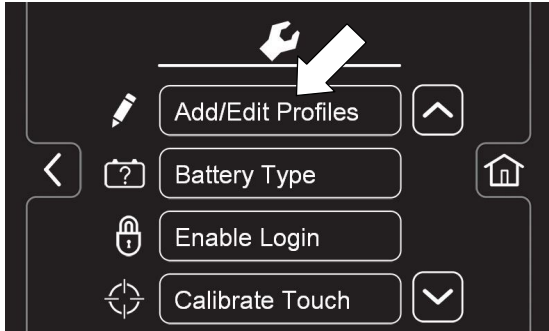 Add/Edit Profiles
?
Battery Type
Enable Login
Calibrate Touch